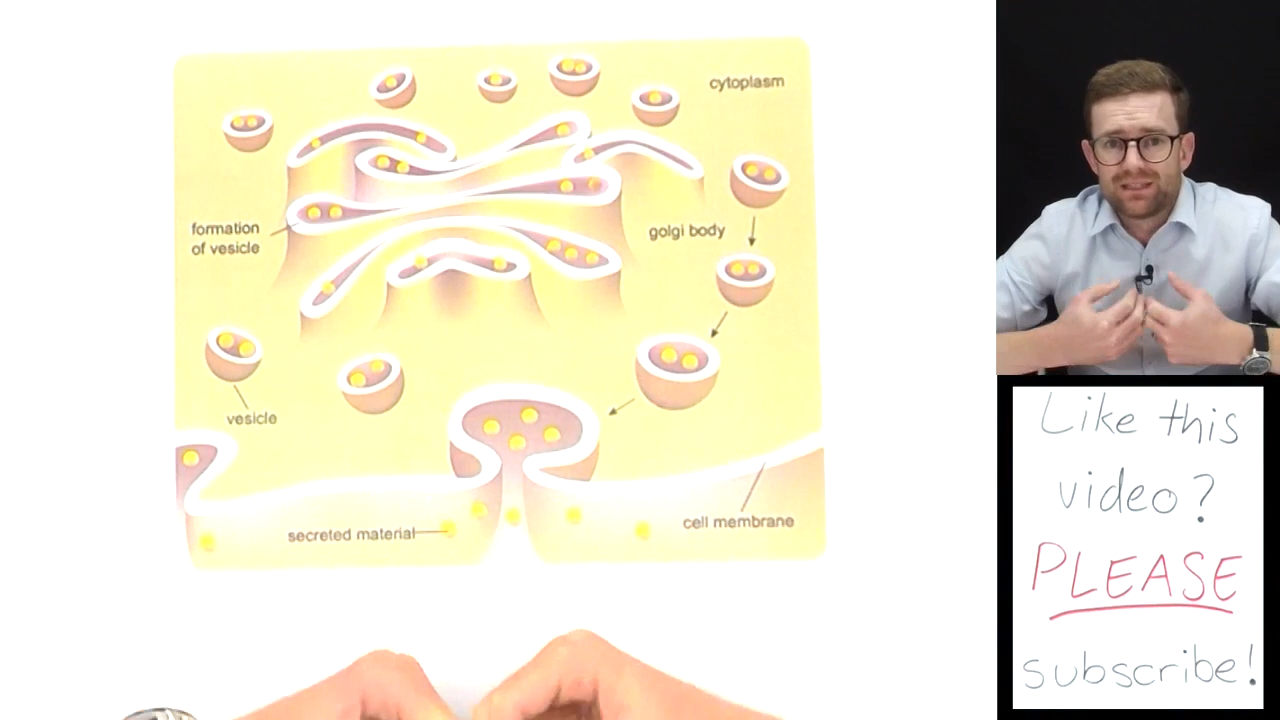 cytoplasm
formation
of vesicle
golgi body
vesicle
secreted material
cell membrane
Like this
video?
PLEASE
subscribe!